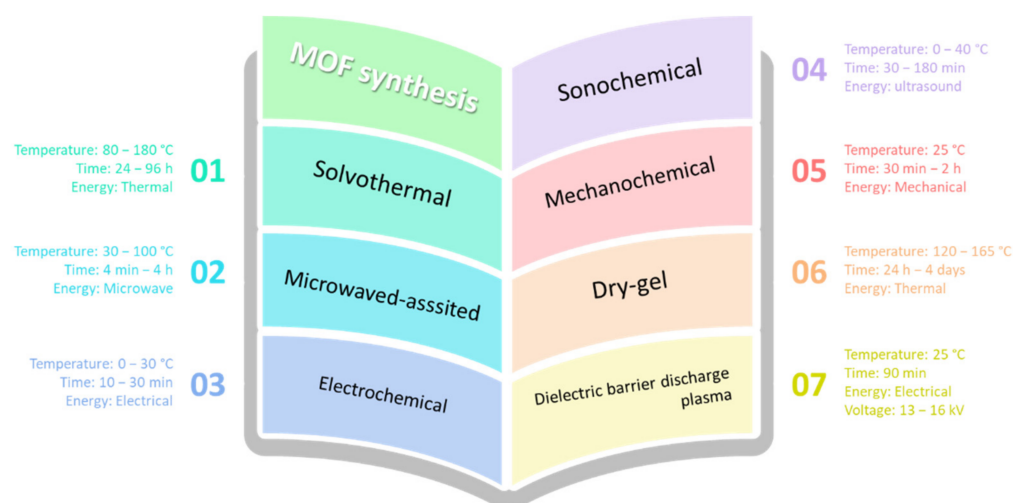 MOF synthesis
Temperature: 80 – 180 °C
Time: 24 – 96 h
Energy: Thermal
01
Solvothermal
Temperature: 30 – 100 °C
Time: 4 min – 4 h
Energy: Microwave
02
Microwaved-asssited
Temperature: 0 – 30 °C
Time: 10 – 30 min
Energy: Electrical
03
Electrochemical
Sonochemical
04
Temperature: 0 – 40 °C
Time: 30 – 180 min
Energy: ultrasound
Mechanochemical
05
Temperature: 25 °C
Time: 30 min – 2 h
Energy: Mechanical
Dry-gel
06
Temperature: 120 – 165 °C
Time: 24 h – 4 days
Energy: Thermal
Dielectric barrier discharge
plasma
07
Temperature: 25 °C
Time: 90 min
Energy: Electrical
Voltage: 13 – 16 kV